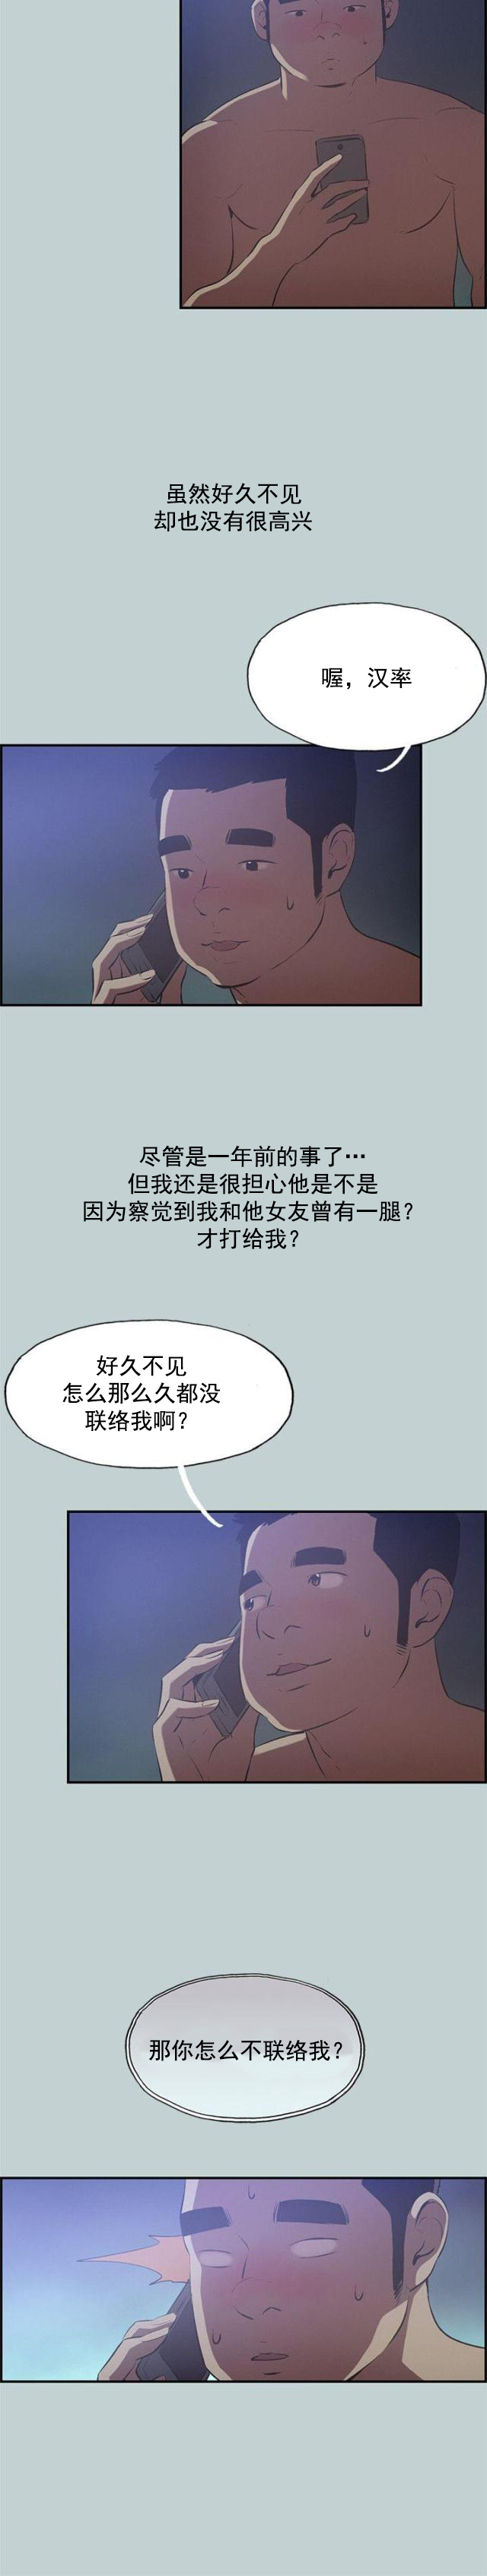 虽然好久不见
却也没有很高兴
喔，汉率
尽管是一年前的事了…
但我还是很担心他是不是
因为察觉到我和他女友曾有一腿？
才打给我？
好久不见
怎么那么久都没
联络我啊？
那你怎么不联络我？